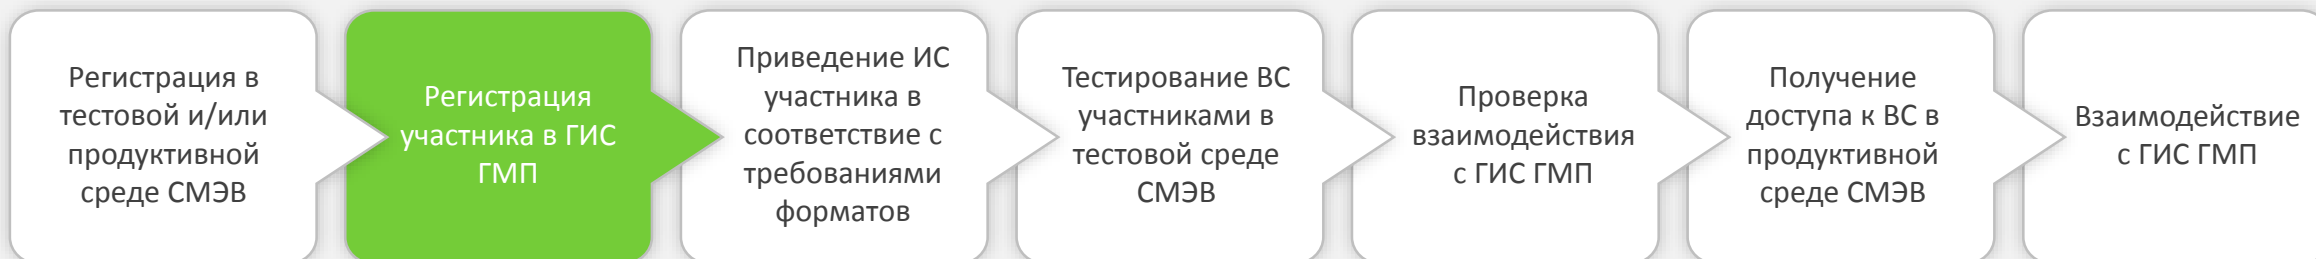 Регистрация в
тестовой и/или
продуктивной
среде СМЭВ
Регистрация
участника в ГИС
ГМП
Приведение ИС
участника в
соответствие с
требованиями
форматов
Тестирование ВС
участниками в
тестовой среде
СМЭВ
Проверка
взаимодействия
с ГИС ГМП
Получение
доступа к ВС в
продуктивной
среде СМЭВ
Взаимодействие
с ГИС ГМП